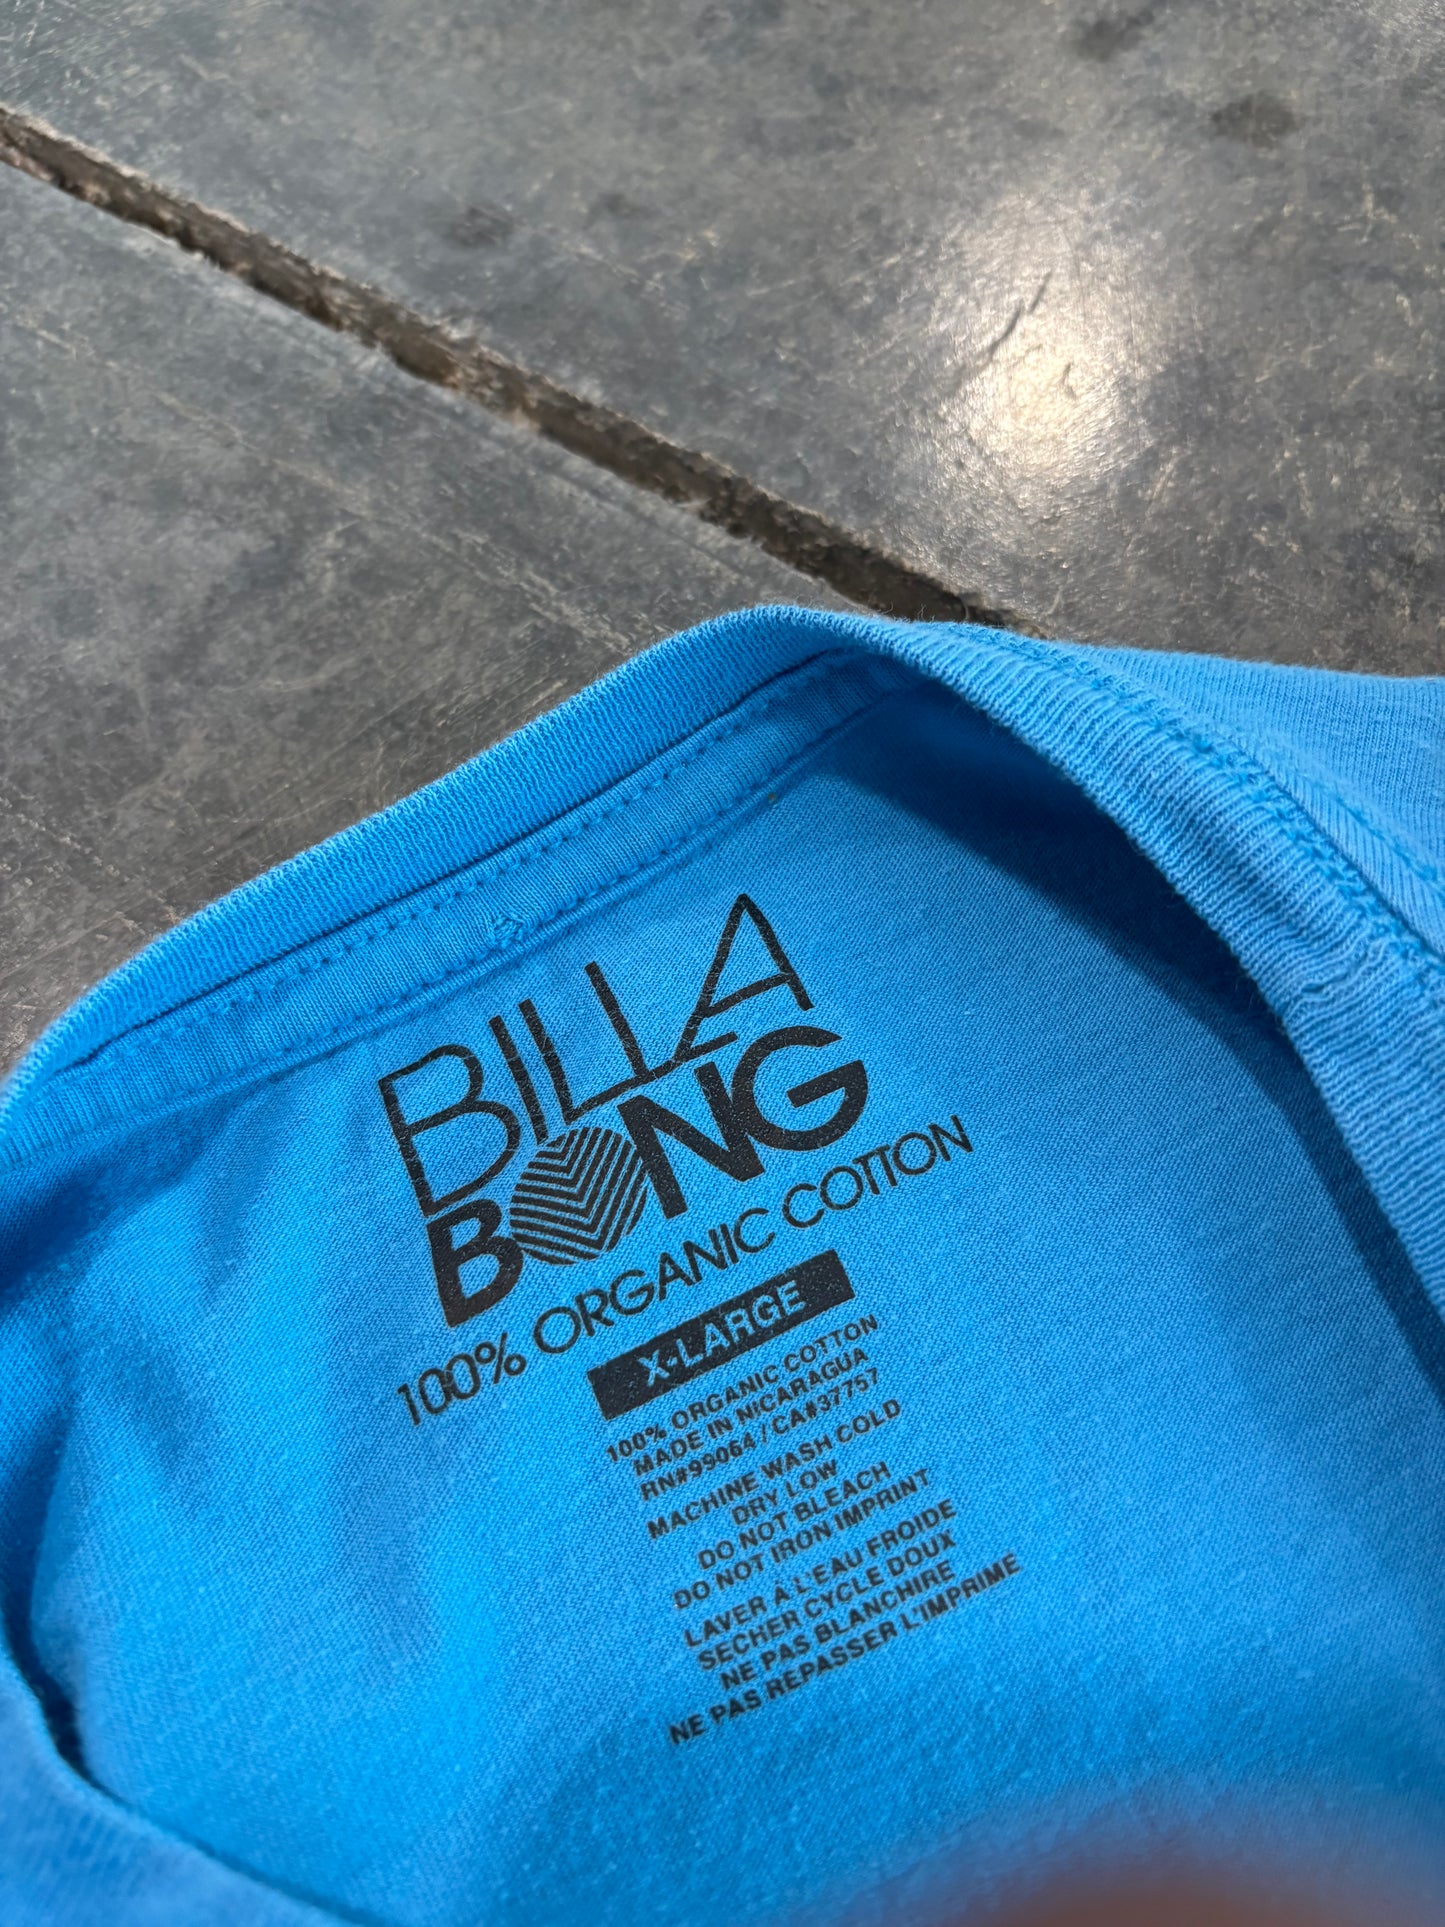 BILLA
BONG
100% ORGANIC COTTON
X-LARGE
100% ORGANIC COTTON
MADE IN NICARAGUA
RN#99064 / CA#37757
MACHINE WASH COLD
DRY LOW
DO NOT BLEACH
DO NOT IRON IMPRINT
LAVER À L'EAU FROIDE
SECHER CYCLE DOUX
NE PAS BLANCHIRE
NE PAS REPASSER L'IMPRIME